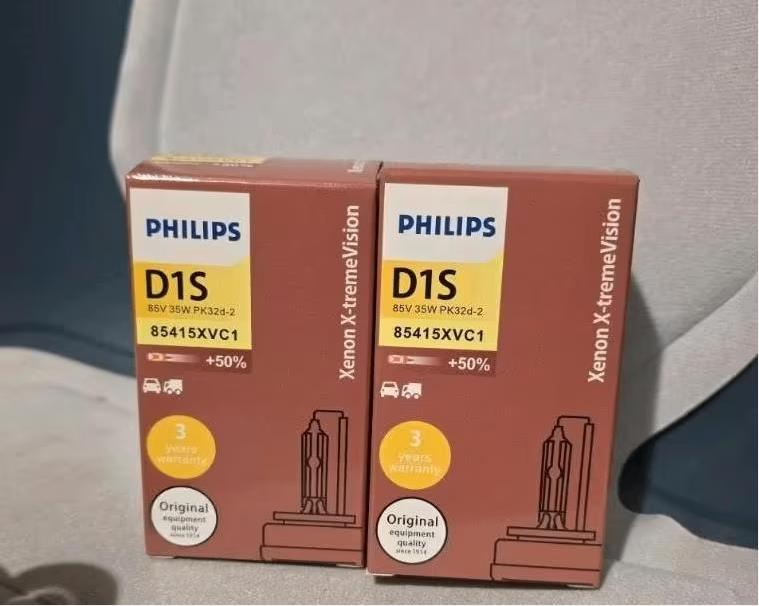 PHILIPS
D1S
85V 35W PK32d-2
85415XVC1
+50%
Xenon X-tremeVision
3
years
warranty
Original
equipment
quality
since 1914
PHILIPS
D1S
85V 35W PK32d-2
85415XVC1
+50%
Xenon X-tremeVision
3
years
warranty
Original
equipment
quality
since 1914